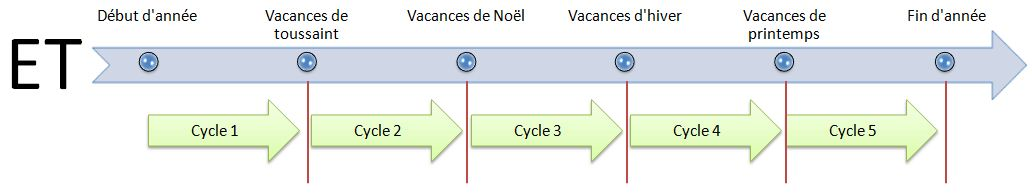 Début d'année
Vacances de
toussaint
Vacances de Noël
Vacances d'hiver
Vacances de
printemps
Fin d'année
ET
Cycle 1
Cycle 2
Cycle 3
Cycle 4
Cycle 5